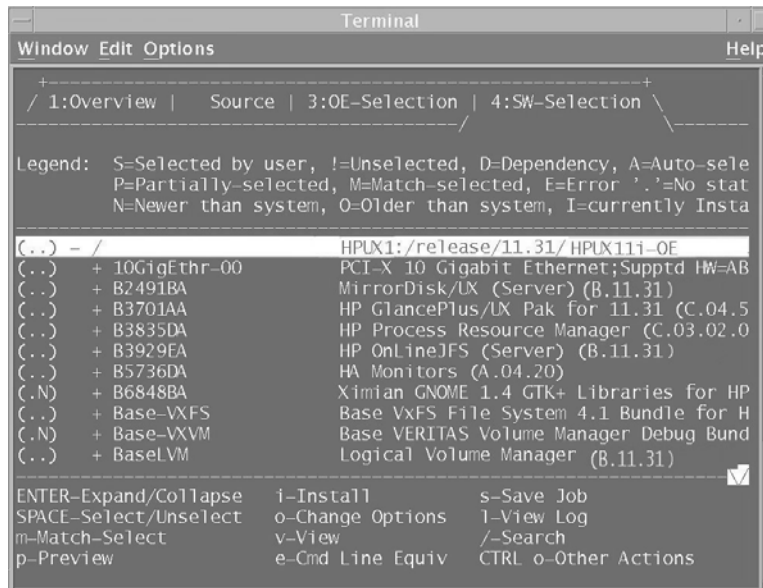 Terminal
Window Edit Options Help
/ 1:Overview | Source | 3:OE-Selection | 4:SW-Selection \
Legend: S=Selected by user, !=Unselected, D=Dependency, A=Auto-sele
P=Partially-selected, M=Match-selected, E=Error '.'=No stat
N=Newer than system, O=Older than system, I=currently Insta
(..) - / HPUX1:/release/11.31/HPUX11i-OE
(..) + 10GigEthr-00 PCI-X 10 Gigabit Ethernet;Supptd HW=AB
(..) + B2491BA MirrorDisk/UX (Server) (B.11.31)
(..) + B3701AA HP GlancePlus/UX Pak for 11.31 (C.04.5
(..) + B3835DA HP Process Resource Manager (C.03.02.0
(..) + B3929EA HP OnLineJFS (Server) (B.11.31)
(..) + B5736DA HA Monitors (A.04.20)
(.N) + B6848BA Ximian GNOME 1.4 GTK+ Libraries for HP
(..) + Base-VXFS Base VxFS File System 4.1 Bundle for H
(.N) + Base-VXVM Base VERITAS Volume Manager Debug Bund
(..) + BaseLVM Logical Volume Manager (B.11.31)
ENTER-Expand/Collapse i-Install s-Save Job
SPACE-Select/Unselect o-Change Options l-View Log
m-Match-Select v-View /-Search
p-Preview e-Cmd Line Equiv CTRL o-Other Actions